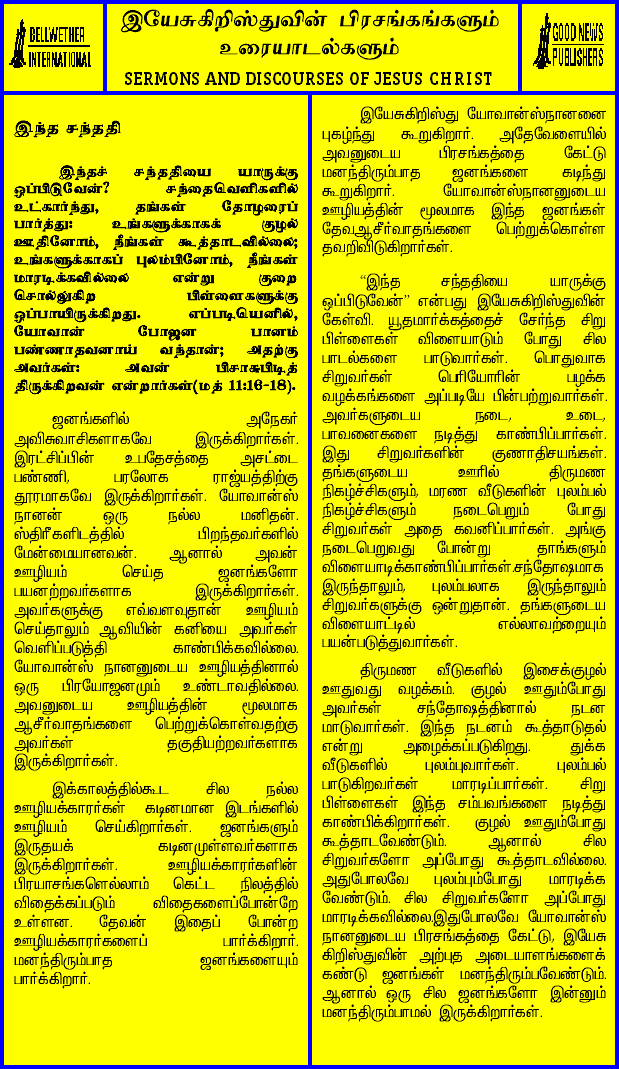 BELLWETHER
INTERNATIONAL
இயேசுகிறிஸ்துவின் பிரசங்கங்களும்
உரையாடல்களும்
SERMONS AND DISCOURSES OF JESUS CHRIST
GOOD NEWS
PUBLISHERS
இந்த சந்ததி
இந்தச் சந்ததியை யாருக்கு
ஒப்பிடுவேன்? சந்தைவெளிகளில்
உட்கார்ந்து, தங்கள் தோழரைப்
பார்த்து: உங்களுக்காகக் குழல்
ஊதினோம், நீங்கள் கூத்தாடவில்லை;
உங்களுக்காகப் புலம்பினோம், நீங்கள்
மாரடிக்கவில்லை என்று குறை
சொல்லுகிற பிள்ளைகளுக்கு
ஒப்பாயிருக்கிறது. எப்படியெனில்,
யோவான் போஜன பானம்
பண்ணாதவனாய் வந்தான்; அதற்கு
அவர்கள்: அவன் பிசாசுபிடித்
திருக்கிறவன் என்றார்கள்(மத் 11:16-18).
ஜனங்களில் அநேகர்
அவிசுவாசிகளாகவே இருக்கிறார்கள்.
இரட்சிப்பின் உபதேசத்தை அசட்டை
பண்ணி, பரலோக ராஜ்யத்திற்கு
தூரமாகவே இருக்கிறார்கள். யோவான்ஸ்
நானன் ஒரு நல்ல மனிதன்.
ஸ்திரீகளிடத்தில் பிறந்தவர்களில்
மேன்மையானவன். ஆனால் அவன்
ஊழியம் செய்த ஜனங்களோ
பயனற்றவர்களாக இருக்கிறார்கள்.
அவர்களுக்கு எவ்வளவுதான் ஊழியம்
செய்தாலும் ஆவியின் கனியை அவர்கள்
வெளிப்படுத்தி காண்பிக்கவில்லை.
யோவான்ஸ் நானனுடைய ஊழியத்தினால்
ஒரு பிரயோஜனமும் உண்டாவதில்லை.
அவனுடைய ஊழியத்தின் மூலமாக
ஆசீர்வாதங்களை பெற்றுக்கொள்வதற்கு
அவர்கள் தகுதியற்றவர்களாக
இருக்கிறார்கள்.
இக்காலத்தில்கூட சில நல்ல
ஊழியக்காரர்கள் கடினமான இடங்களில்
ஊழியம் செய்கிறார்கள். ஜனங்களும்
இருதயக் கடினமுள்ளவர்களாக
இருக்கிறார்கள். ஊழியக்காரர்களின்
பிரயாசங்களெல்லாம் கெட்ட நிலத்தில்
விதைக்கப்படும் விதைகளைப்போன்றே
உள்ளன. தேவன் இதைப் போன்ற
ஊழியக்காரர்களைப் பார்க்கிறார்.
மனந்திரும்பாத ஜனங்களையும்
பார்க்கிறார்.
இயேசுகிறிஸ்து யோவான்ஸ்நானனை
புகழ்ந்து கூறுகிறார். அதேவேளையில்
அவனுடைய பிரசங்கத்தை கேட்டு
மனந்திரும்பாத ஜனங்களை கடிந்து
கூறுகிறார். யோவான்ஸ்நானனுடைய
ஊழியத்தின் மூலமாக இந்த ஜனங்கள்
தேவஆசீர்வாதங்களை பெற்றுக்கொள்ள
தவறிவிடுகிறார்கள்.
“இந்த சந்ததியை யாருக்கு
ஒப்பிடுவேன்” என்பது இயேசுகிறிஸ்துவின்
கேள்வி. யூதமார்க்கத்தைச் சேர்ந்த சிறு
பிள்ளைகள் விளையாடும் போது சில
பாடல்களை பாடுவார்கள். பொதுவாக
சிறுவர்கள் பெரியோரின் பழக்க
வழக்கங்களை அப்படியே பின்பற்றுவார்கள்.
அவர்களுடைய நடை, உடை,
பாவனைகளை நடித்து காண்பிப்பார்கள்.
இது சிறுவர்களின் குணாதிசயங்கள்.
தங்களுடைய ஊரில் திருமண
நிகழ்ச்சிகளும், மரண வீடுகளின் புலம்பல்
நிகழ்ச்சிகளும் நடைபெறும் போது
சிறுவர்கள் அதை கவனிப்பார்கள். அங்கு
நடைபெறுவது போன்று தாங்களும்
விளையாடிக்காண்பிப்பார்கள்.சந்தோஷமாக
இருந்தாலும், புலம்பலாக இருந்தாலும்
சிறுவர்களுக்கு ஒன்றுதான். தங்களுடைய
விளையாட்டில் எல்லாவற்றையும்
பயன்படுத்துவார்கள்.
திருமண வீடுகளில் இசைக்குழல்
ஊதுவது வழக்கம். குழல் ஊதும்போது
அவர்கள் சந்தோஷத்தினால் நடன
மாடுவார்கள். இந்த நடனம் கூத்தாடுதல்
என்று அழைக்கப்படுகிறது. துக்க
வீடுகளில் புலம்புவார்கள். புலம்பல்
பாடுகிறவர்கள் மாரடிப்பார்கள். சிறு
பிள்ளைகள் இந்த சம்பவங்களை நடித்து
காண்பிக்கிறார்கள். குழல் ஊதும்போது
கூத்தாடவேண்டும். ஆனால் சில
சிறுவர்களோ அப்போது கூத்தாடவில்லை.
அதுபோலவே புலம்பும்போது மாரடிக்க
வேண்டும். சில சிறுவர்களோ அப்போது
மாரடிக்கவில்லை.இதுபோலவே யோவான்ஸ்
நானனுடைய பிரசங்கத்தை கேட்டு, இயேசு
கிறிஸ்துவின் அற்புத அடையாளங்களைக்
கண்டு ஜனங்கள் மனந்திரும்பவேண்டும்.
ஆனால் ஒரு சில ஜனங்களோ இன்னும்
மனந்திரும்பாமல் இருக்கிறார்கள்.